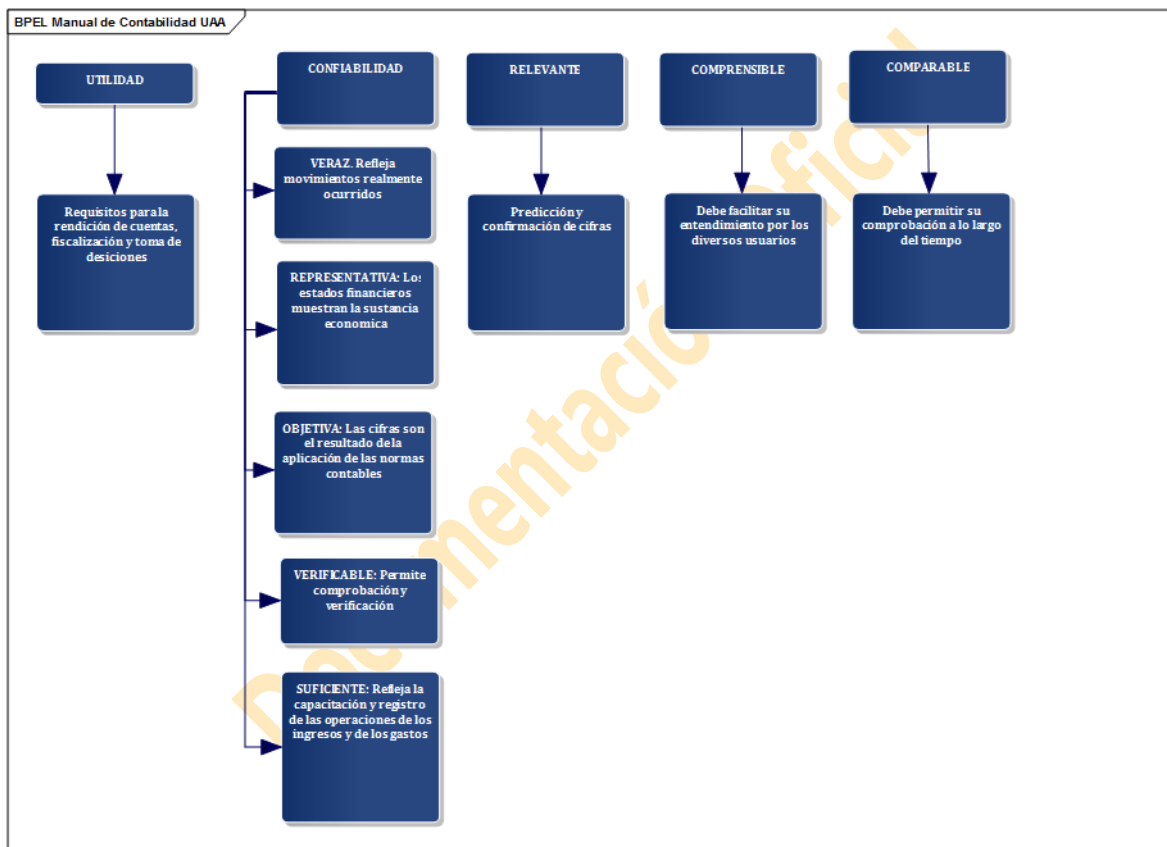 BPEL Manual de Contabilidad UAA
UTILIDAD
Requisitos para la
rendición de cuentas,
fiscalización y toma de
desiciones
CONFIABILIDAD
VERAZ. Refleja
movimientos realmente
ocurridos
REPRESENTATIVA: Los
estados financieros
muestran la sustancia
economica
OBJETIVA: Las cifras son
el resultado de la
aplicación de las normas
contables
VERIFICABLE: Permite
comprobación y
verificación
SUFICIENTE: Refleja la
capacitación y registro
de las operaciones de los
ingresos y de los gastos
RELEVANTE
Predicción y
confirmación de cifras
COMPRENSIBLE
Debe facilitar su
entendimiento por los
diversos usuarios
COMPARABLE
Debe permitir su
comprobación a lo largo
del tiempo